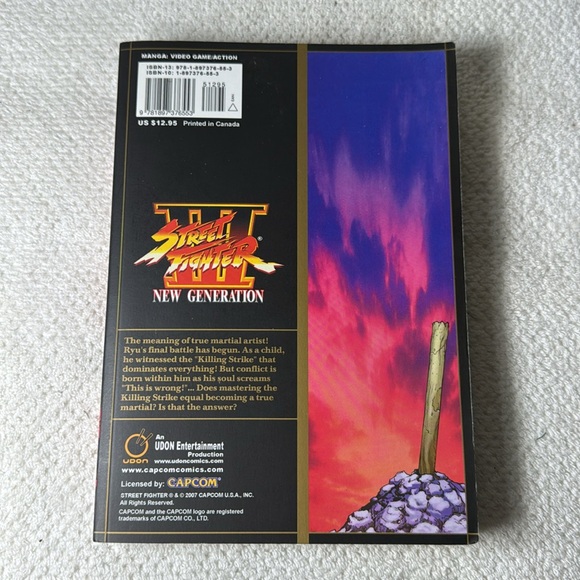 MANGA: VIDEO GAME/ACTION
ISBN-13: 978-1-897376-88-3
ISBN-10: 1-897376-88-3
51295
9 781897 376553
US $12.95 Printed in Canada
STREET
FIGHTER®
III
NEW GENERATION
The meaning of true martial artist!
Ryu's final battle has begun. As a child,
he witnessed the "Killing Strike" that
dominates everything! But conflict is
born within him as his soul screams
"This is wrong!"... Does mastering the
Killing Strike equal becoming a true
martial? Is that the answer?
UDON
An
UDON Entertainment
Production
www.udoncomics.com
www.capcomcomics.com
Licensed by: CAPCOM®
STREET FIGHTER ® & © 2007 CAPCOM U.S.A., INC.
All Rights Reserved.
CAPCOM and the CAPCOM logo are registered
trademarks of CAPCOM CO., LTD.